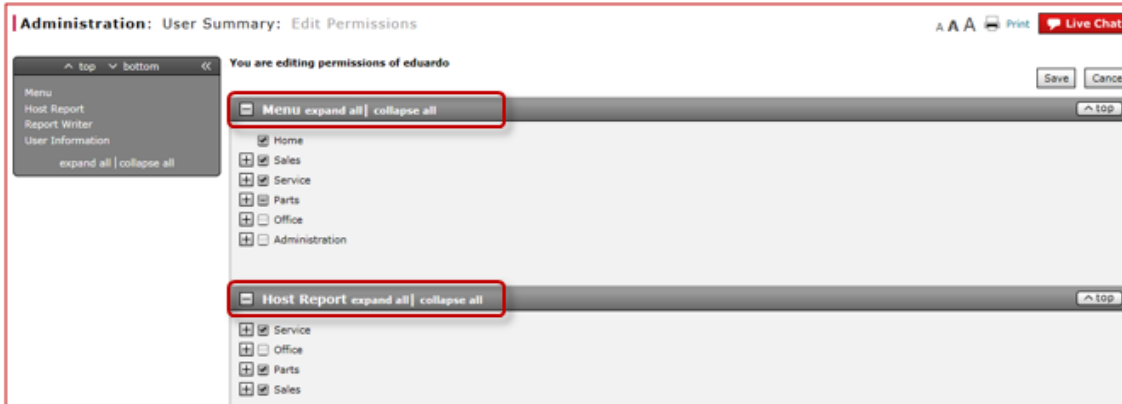 Administration: User Summary: Edit Permissions
A A A Print Live Chat
top bottom
You are editing permissions of eduardo
Save Cance
Menu
Host Report
Report Writer
User Information
expand all | collapse all
Menu expand all | collapse all
top
Home
Sales
Service
Parts
Office
Administration
Host Report expand all | collapse all
top
Service
Office
Parts
Sales